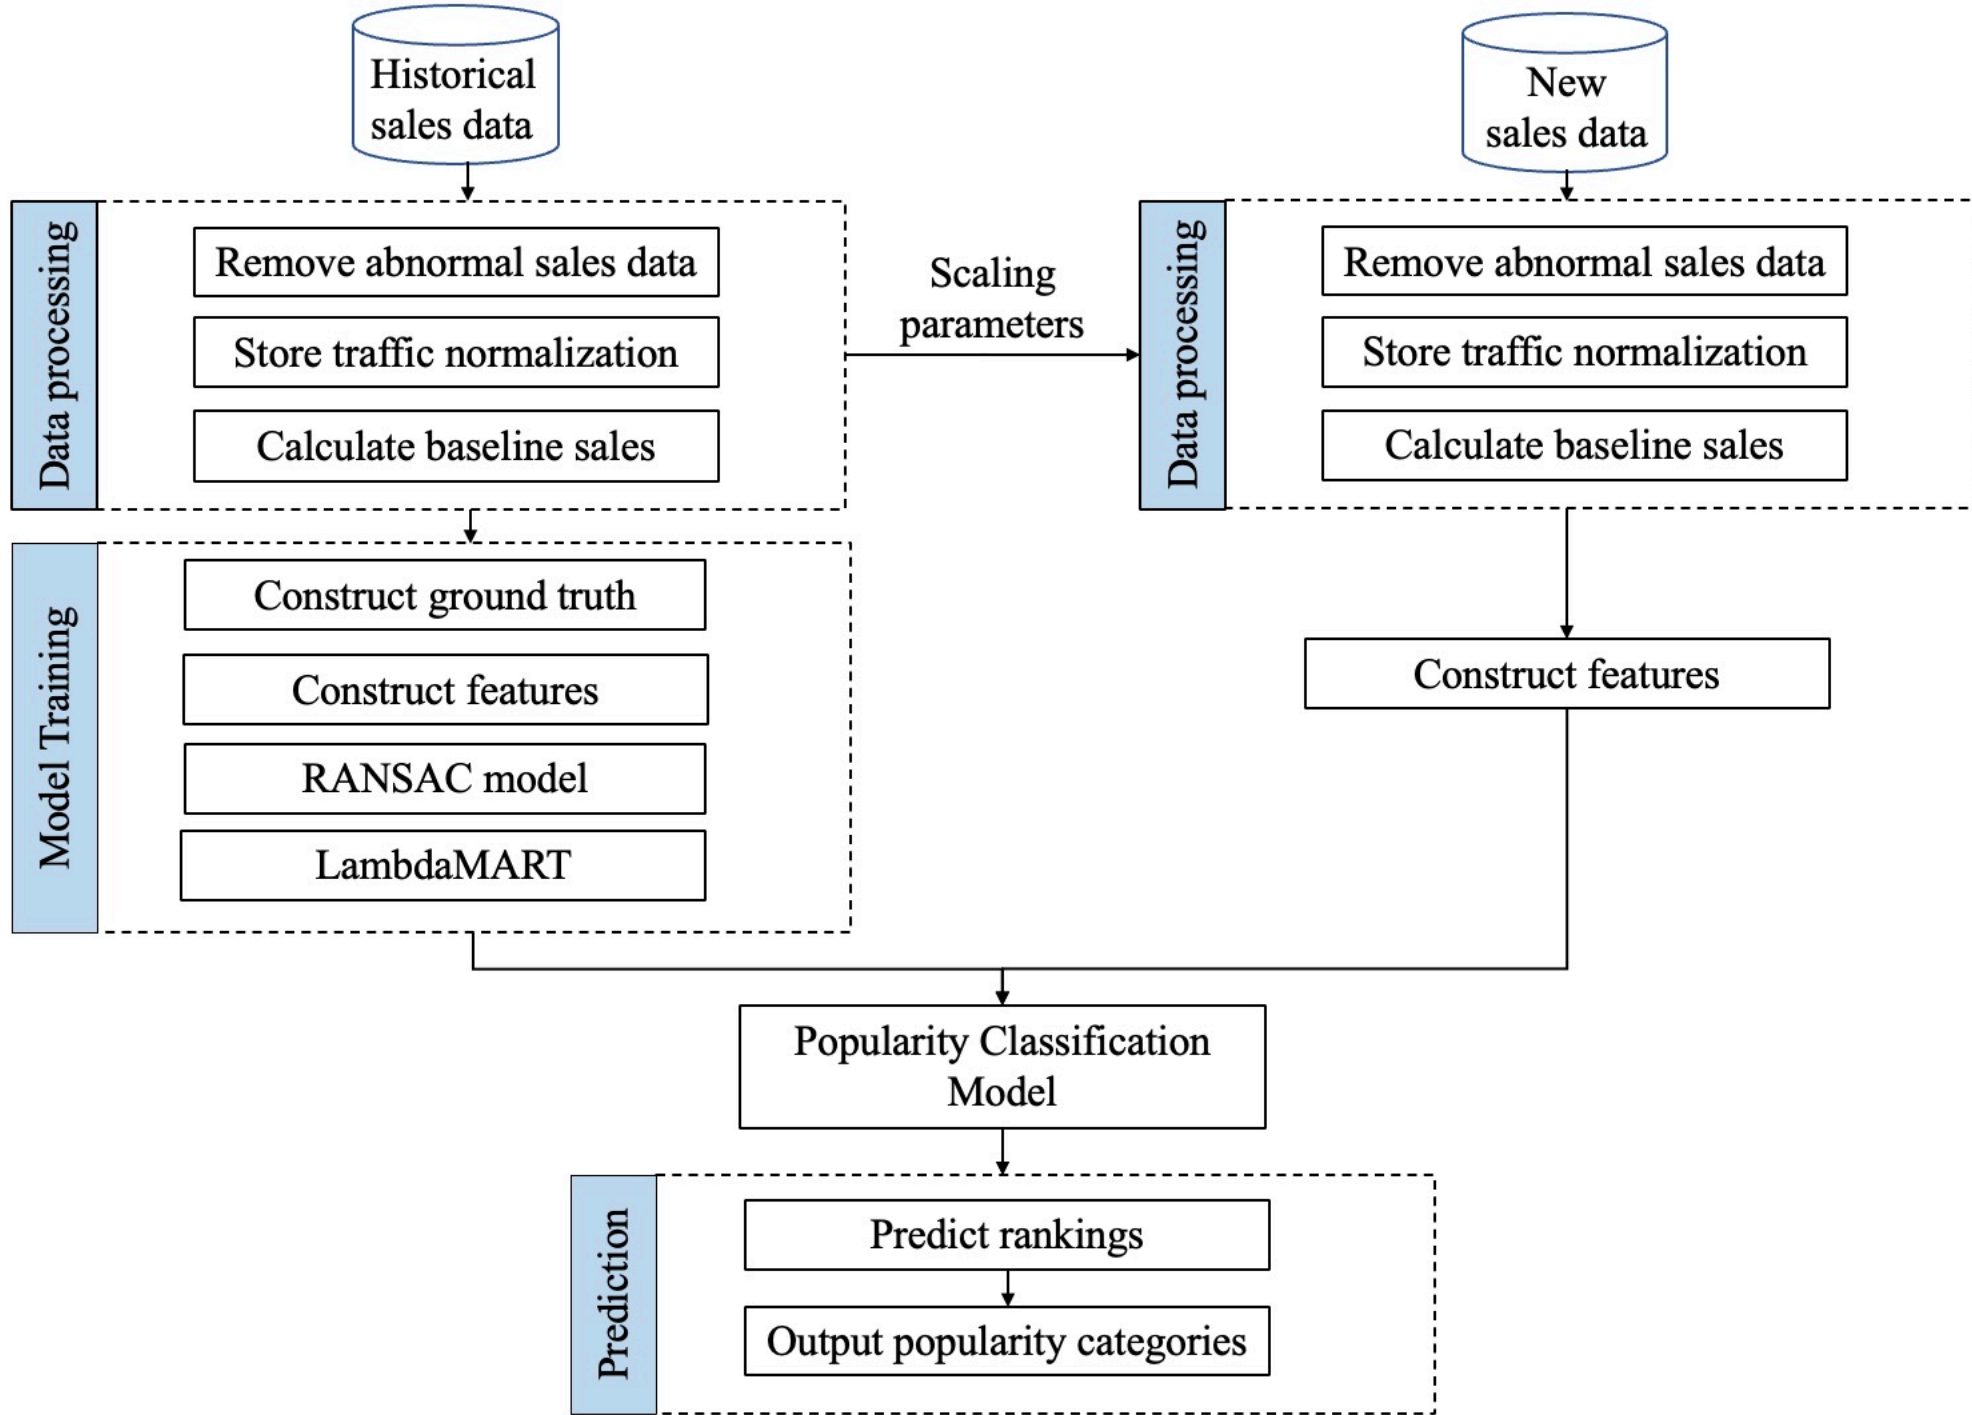 Historical
sales data
New
sales data
Data processing
Remove abnormal sales data
Store traffic normalization
Calculate baseline sales
Scaling
parameters
Data processing
Remove abnormal sales data
Store traffic normalization
Calculate baseline sales
Model Training
Construct ground truth
Construct features
RANSAC model
LambdaMART
Construct features
Popularity Classification
Model
Prediction
Predict rankings
Output popularity categories